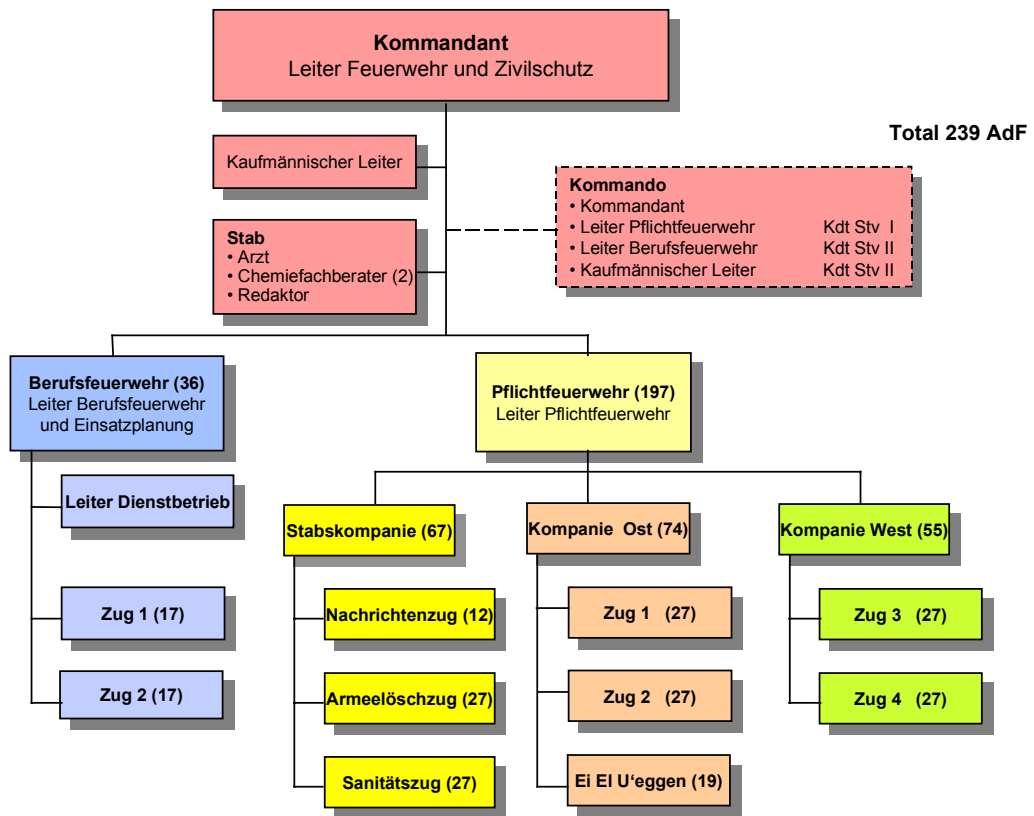 Kommandant
Leiter Feuerwehr und Zivilschutz
Total 239 AdF
Kaufmännischer Leiter
Kommando
• Kommandant
• Leiter Pflichtfeuerwehr Kdt Stv I
• Leiter Berufsfeuerwehr Kdt Stv II
• Kaufmännischer Leiter Kdt Stv II
Stab
• Arzt
• Chemiefachberater (2)
• Redaktor
Berufsfeuerwehr (36)
Leiter Berufsfeuerwehr
und Einsatzplanung
Pflichtfeuerwehr (197)
Leiter Pflichtfeuerwehr
Leiter Dienstbetrieb
Zug 1 (17)
Zug 2 (17)
Stabskompanie (67)
Nachrichtenzug (12)
Armeelöschzug (27)
Sanitätszug (27)
Kompanie Ost (74)
Zug 1 (27)
Zug 2 (27)
Ei El U‘eggen (19)
Kompanie West (55)
Zug 3 (27)
Zug 4 (27)